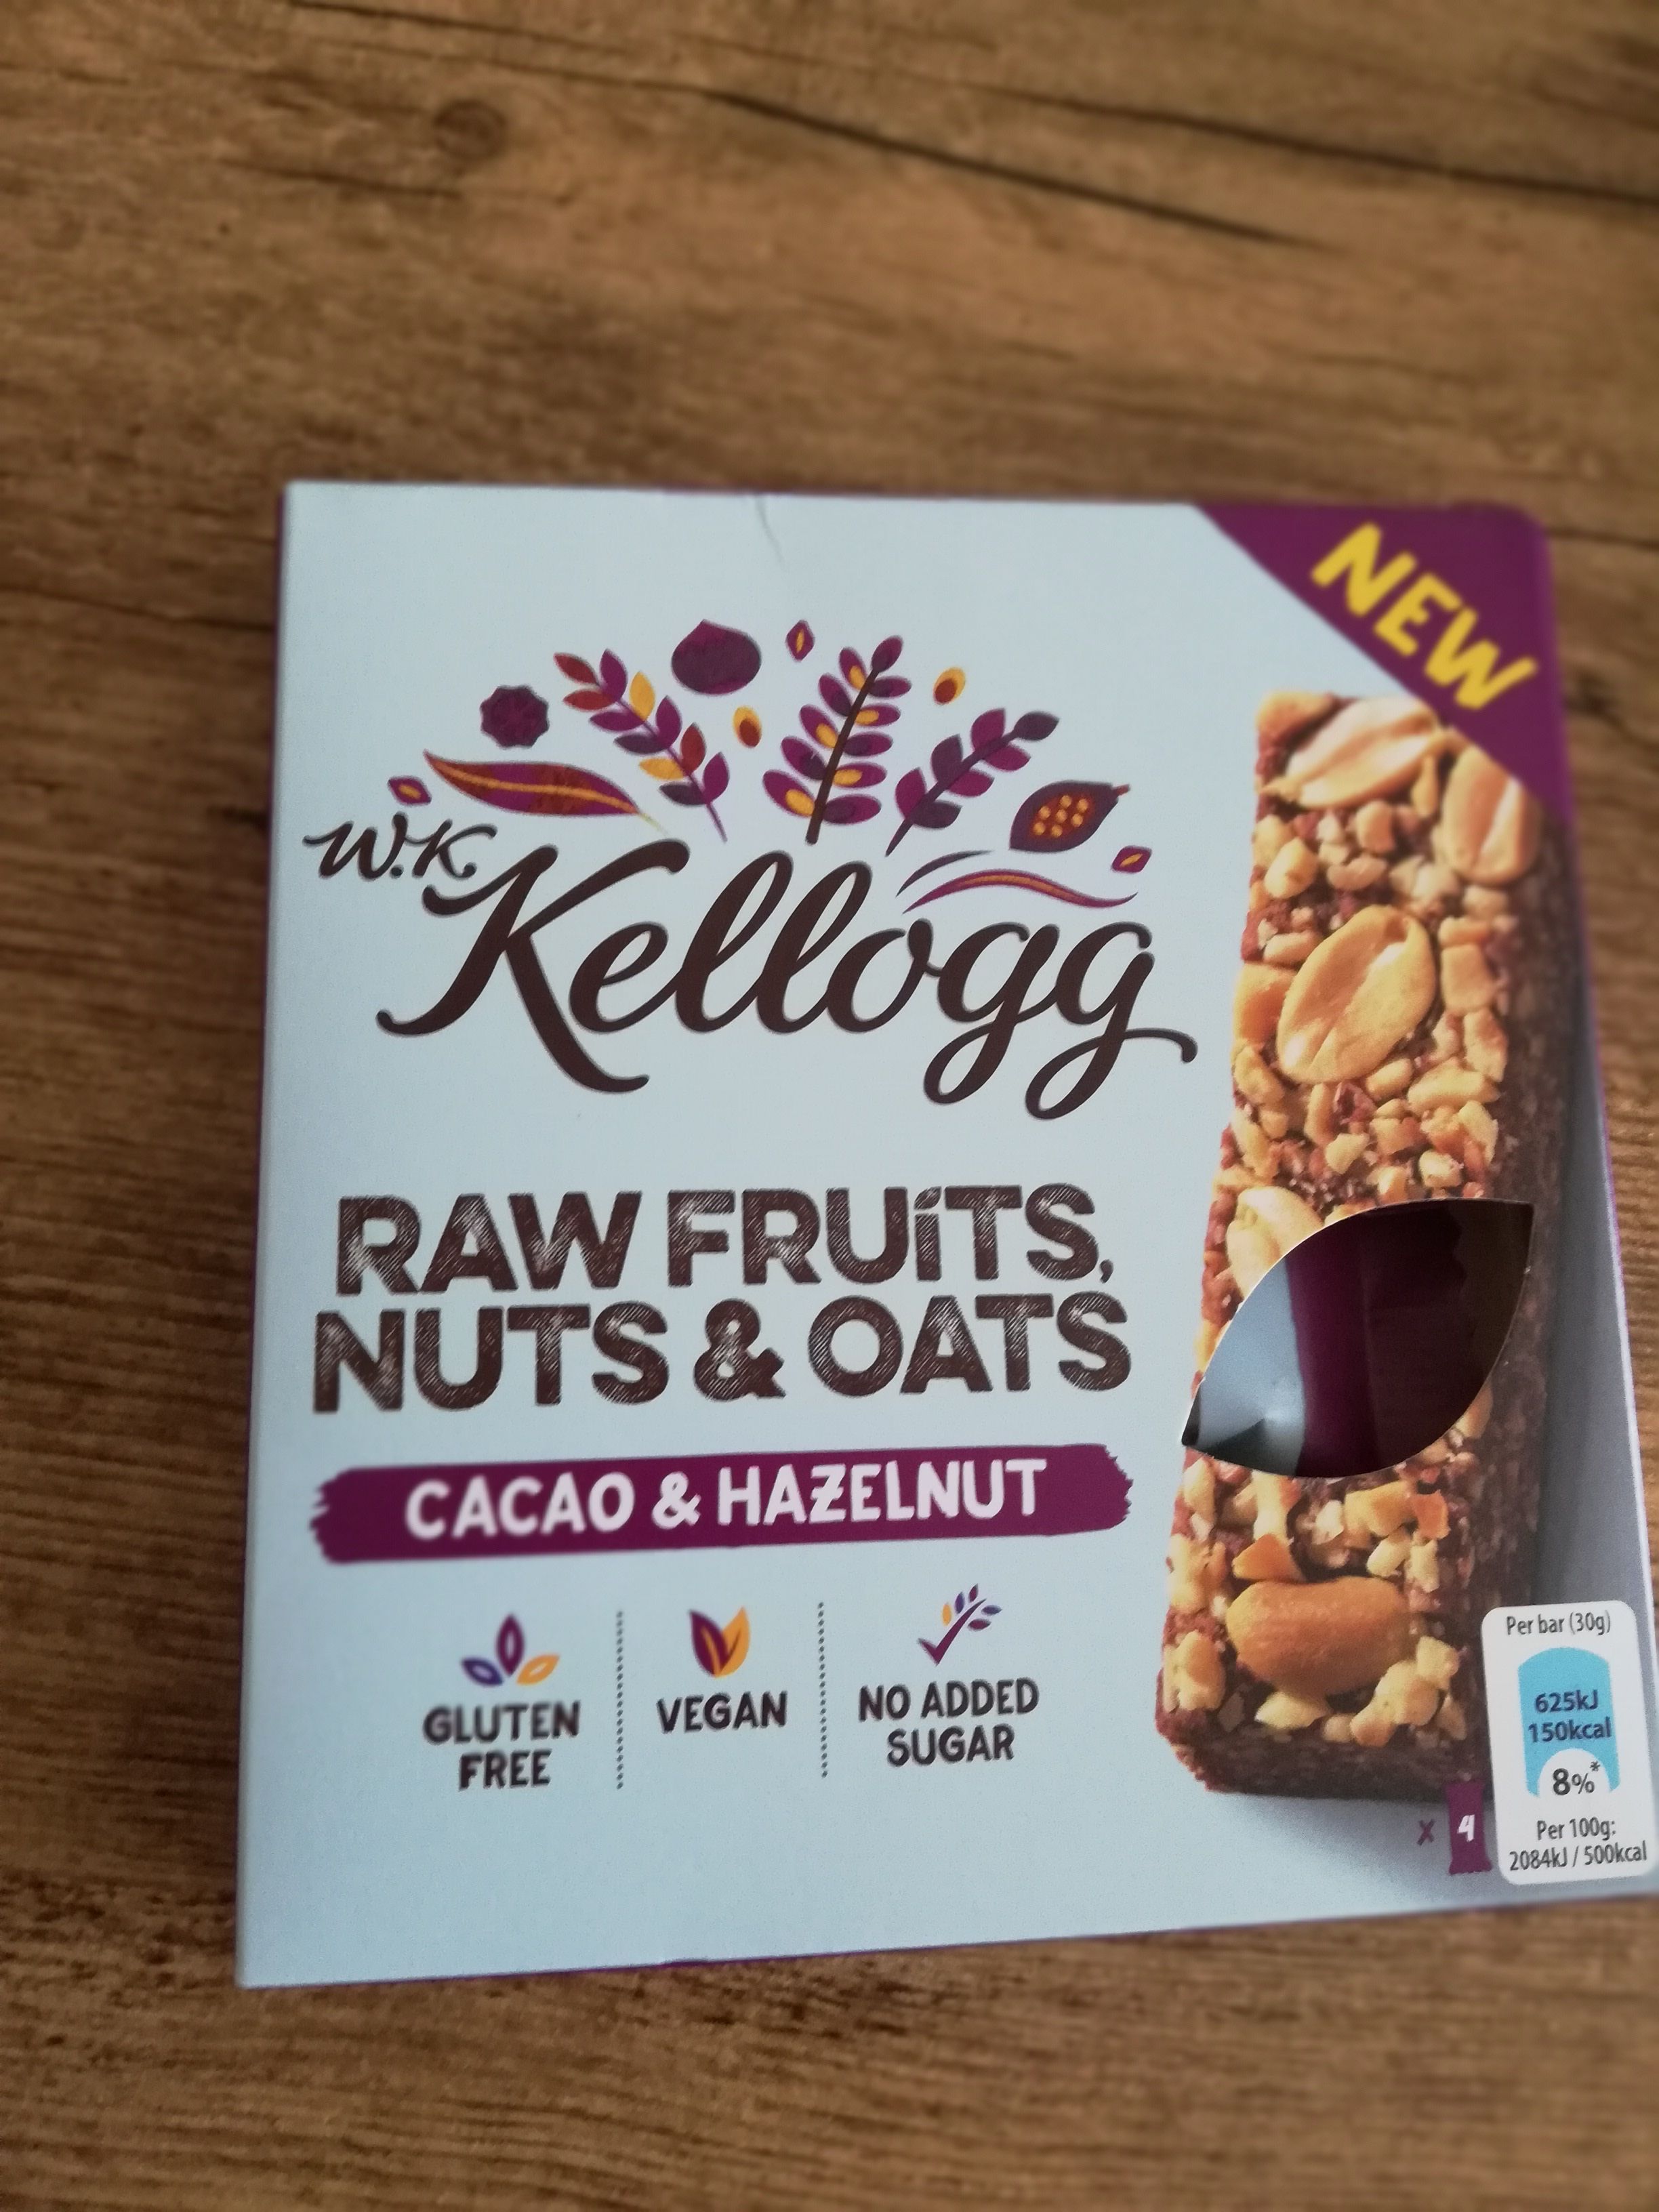 NEW
W.K
Kellogg
RAW FRUiTS,
NUTS & OATS
CACAO & HAZELNUT
GLUTEN
FREE
VEGAN
NO ADDED
SUGAR
x 4
Per bar (30g)
625kJ
150kcal
8%*
Per 100g:
2084kJ / 500kcal